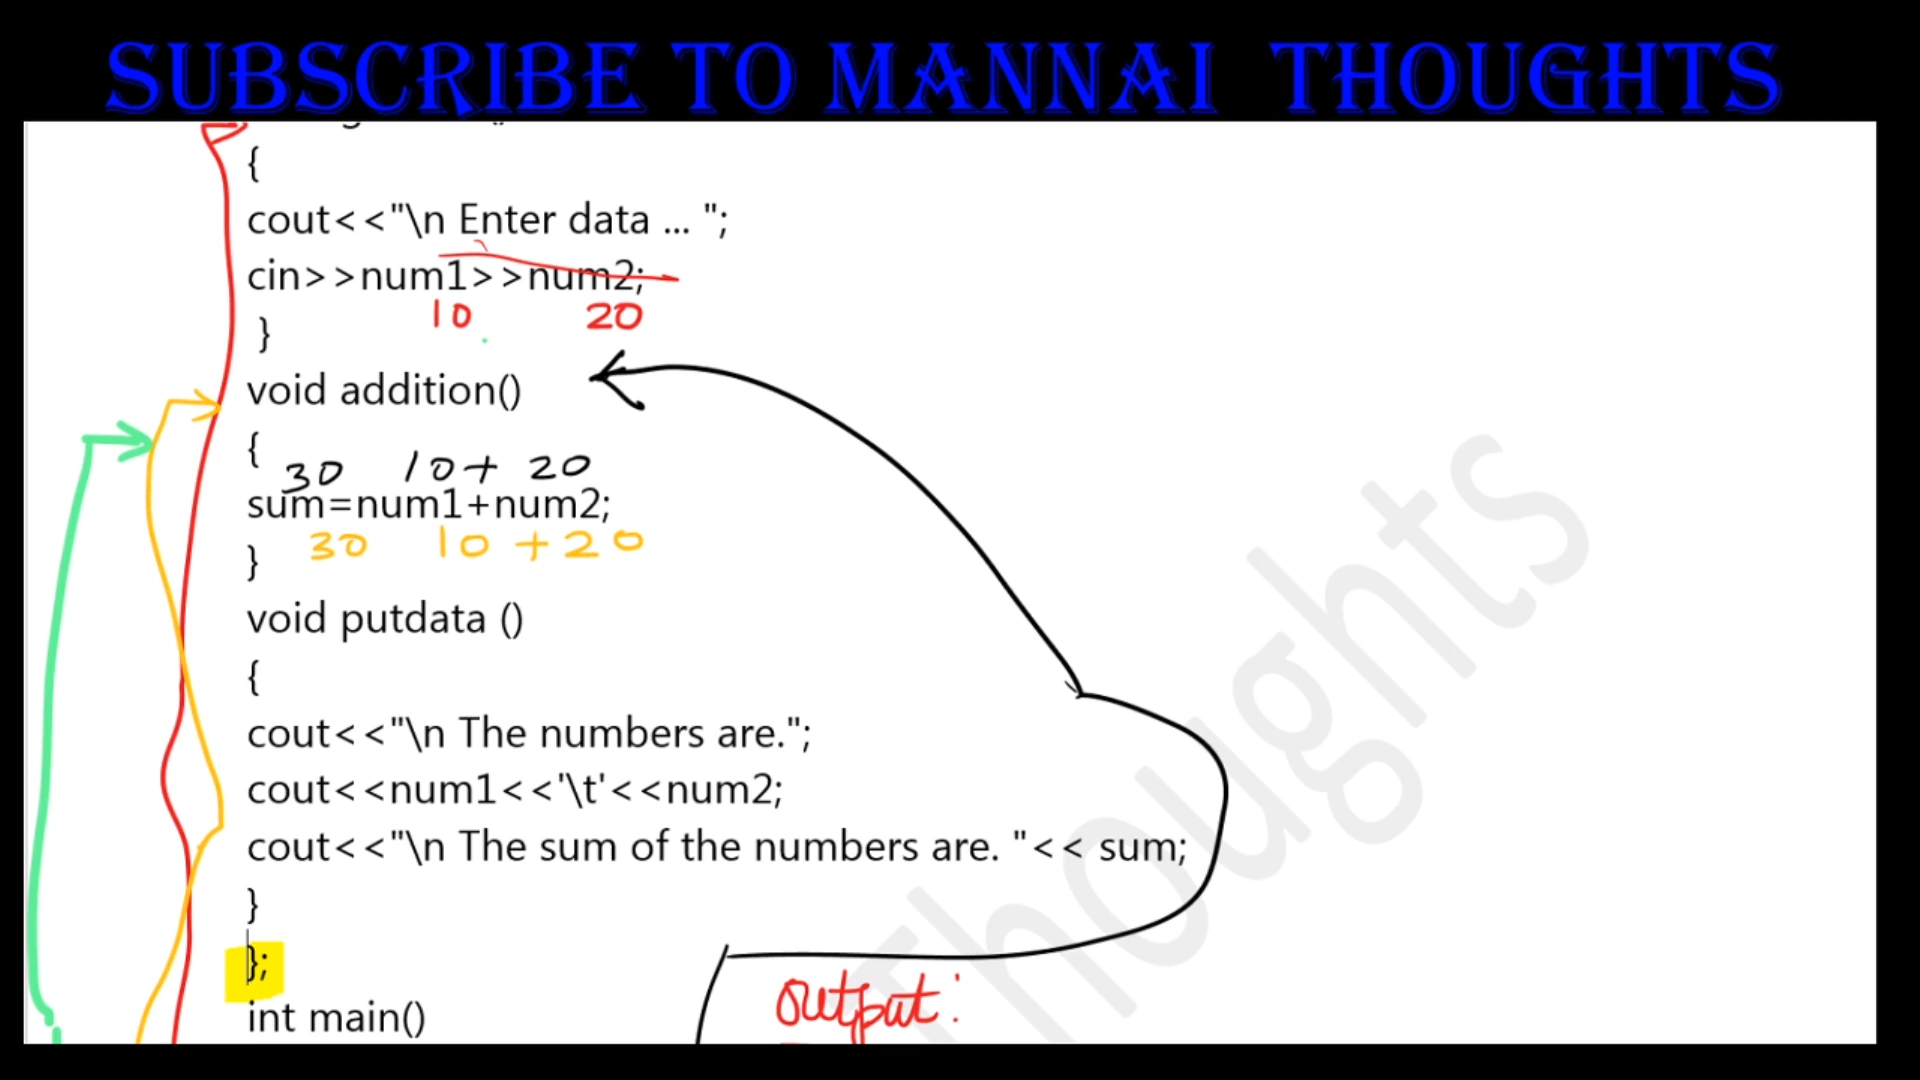 SUBSCRIBE TO MANNAI THOUGHTS
{
cout<<"\n Enter data ... ";
cin>>num1>>num2;
10 20
}
void addition()
{
30 10+ 20
sum=num1+num2;
30 10 +20
}
void putdata ()
{
cout<<"\n The numbers are.";
cout<<num1<<'\t'<<num2;
cout<<"\n The sum of the numbers are. "<< sum;
}
};
int main()
output:
Thoughts